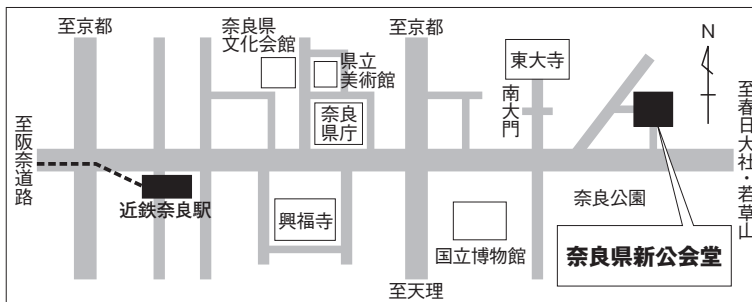 至京都
奈良県
文化会館
県立
美術館
奈良
県庁
至京都
東大寺
南大門
N
至春日大社・若草山
至阪奈道路
近鉄奈良駅
興福寺
国立博物館
奈良公園
奈良県新公会堂
至天理